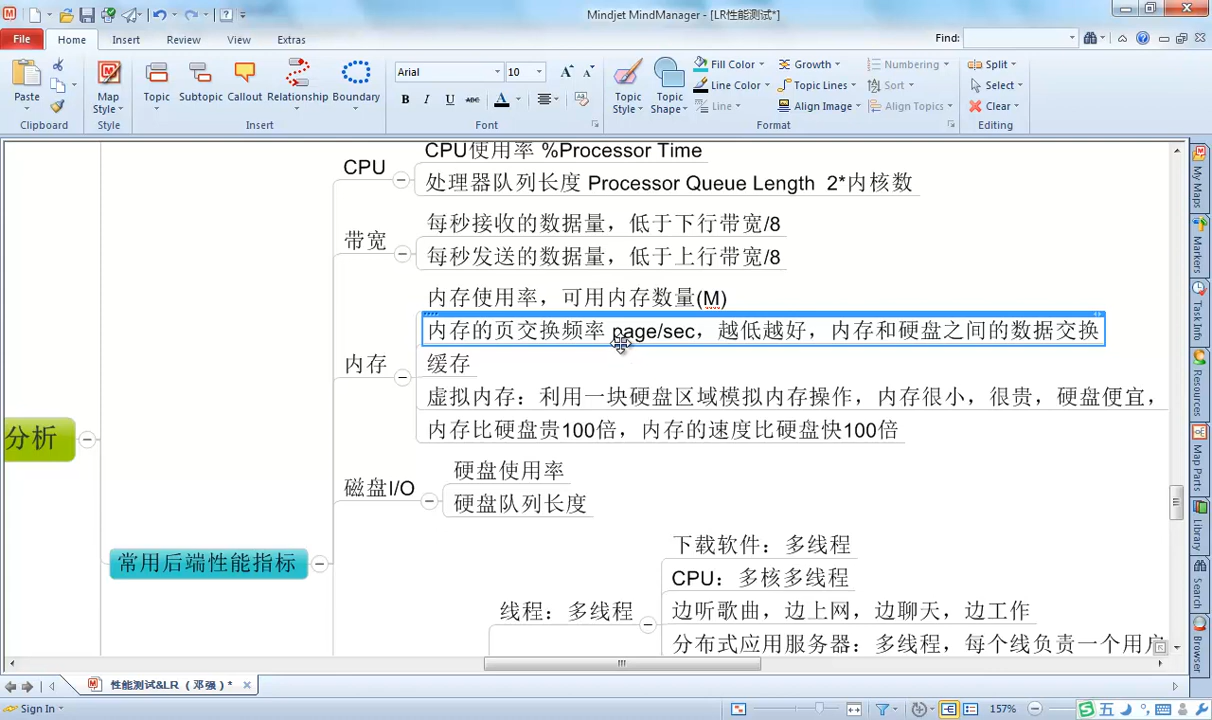 Mindjet MindManager - [LR性能测试*]
File Home Insert Review View Extras
Find:
Paste
Map Style
Topic Subtopic Callout Relationship Boundary
Arial 10
B I U abc A
Topic Style
Topic Shape
Fill Color Growth Numbering
Line Color Topic Lines Sort
Line Align Image Align Topics
Split
Select
Clear
Clipboard Style Insert Font Format Editing
CPU
CPU使用率 %Processor Time
处理器队列长度 Processor Queue Length 2*内核数
带宽
每秒接收的数据量，低于下行带宽/8
每秒发送的数据量，低于上行带宽/8
内存
内存使用率，可用内存数量(M)
内存的页交换频率 page/sec，越低越好，内存和硬盘之间的数据交换
缓存
虚拟内存：利用一块硬盘区域模拟内存操作，内存很小，很贵，硬盘便宜，
内存比硬盘贵100倍，内存的速度比硬盘快100倍
分析
磁盘I/O
硬盘使用率
硬盘队列长度
常用后端性能指标
线程：多线程
下载软件：多线程
CPU：多核多线程
边听歌曲，边上网，边聊天，边工作
分布式应用服务器：多线程，每个线负责一个用户
My Maps
Markers
Task Info
Resources
Map Parts
Library
Search
Browser
性能测试&LR（邓强）*
Sign In
157%
五